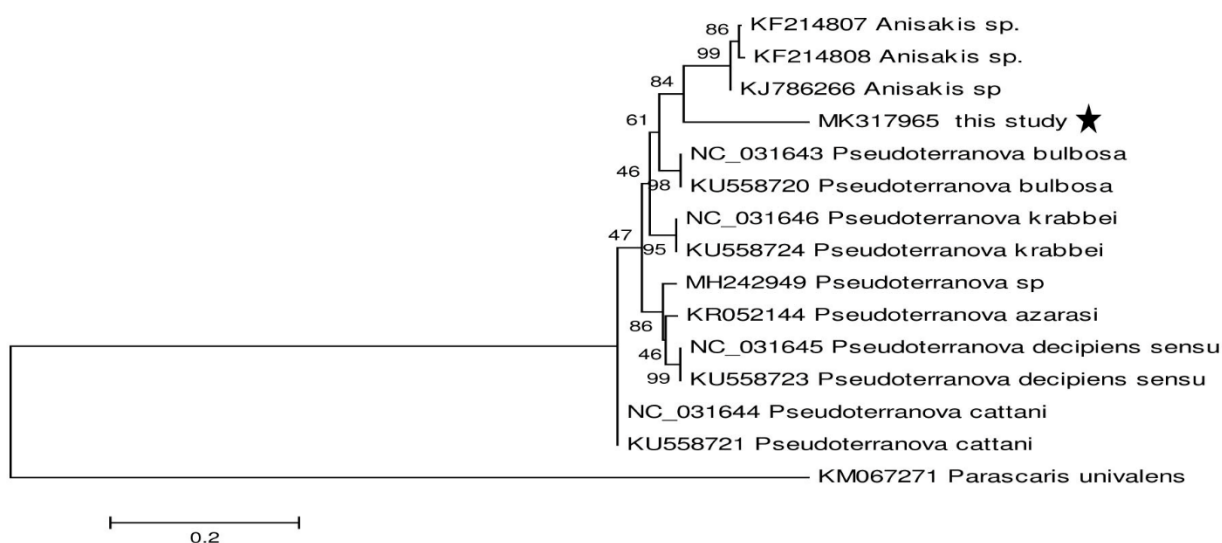 86
KF214807 Anisakis sp.
KF214808 Anisakis sp.
99
KJ786266 Anisakis sp
84
MK317965 this study
61
NC_031643 Pseudoterranova bulbosa
46
98
KU558720 Pseudoterranova bulbosa
NC_031646 Pseudoterranova krabbei
47
95
KU558724 Pseudoterranova krabbei
MH242949 Pseudoterranova sp
86
KR052144 Pseudoterranova azarasi
46
NC_031645 Pseudoterranova decipiens sensu
99
KU558723 Pseudoterranova decipiens sensu
NC_031644 Pseudoterranova cattani
KU558721 Pseudoterranova cattani
KM067271 Parascaris univalens
0.2